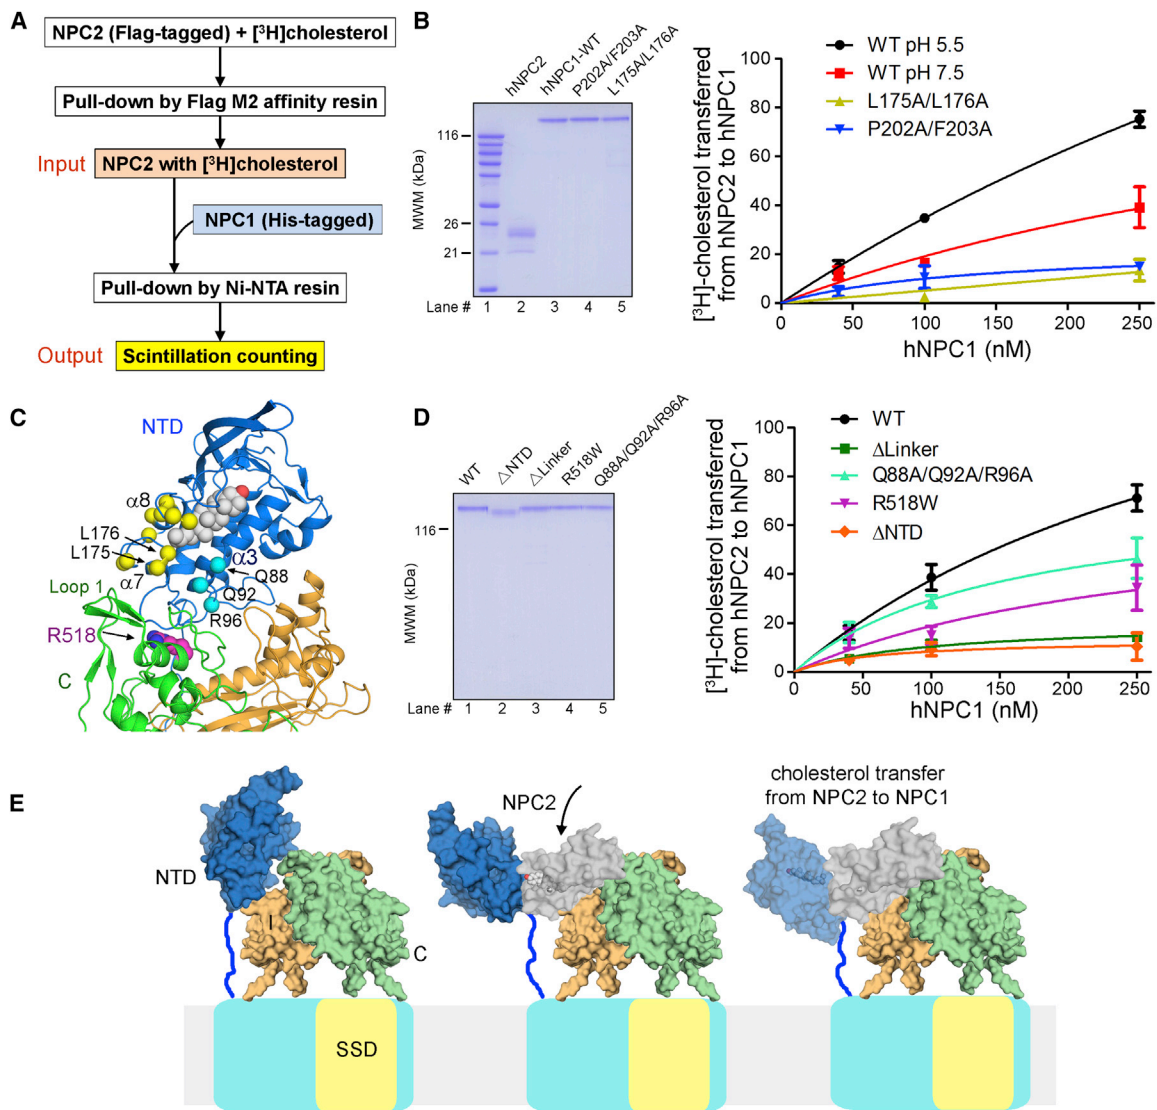 A
NPC2 (Flag-tagged) + [³H]cholesterol
Pull-down by Flag M2 affinity resin
Input
NPC2 with [³H]cholesterol
NPC1 (His-tagged)
Pull-down by Ni-NTA resin
Output
Scintillation counting
B
hNPC2
hNPC1-WT
P202A/F203A
L175A/L176A
MWM (kDa)
116
26
21
Lane #
1 2 3 4 5
WT pH 5.5
WT pH 7.5
L175A/L176A
P202A/F203A
[³H]-cholesterol transferred
from hNPC2 to hNPC1
100
80
60
40
20
0
0 50 100 150 200 250
hNPC1 (nM)
C
NTD
α8
L176
L175
α7
α3
Q88
Q92
R96
Loop 1
R518
C
D
WT
△NTD
△Linker
R518W
Q88A/Q92A/R96A
MWM (kDa)
116
Lane #
1 2 3 4 5
WT
△Linker
Q88A/Q92A/R96A
R518W
△NTD
[³H]-cholesterol transferred
from hNPC2 to hNPC1
100
80
60
40
20
0
0 50 100 150 200 250
hNPC1 (nM)
E
NTD
I
C
SSD
NPC2
cholesterol transfer
from NPC2 to NPC1